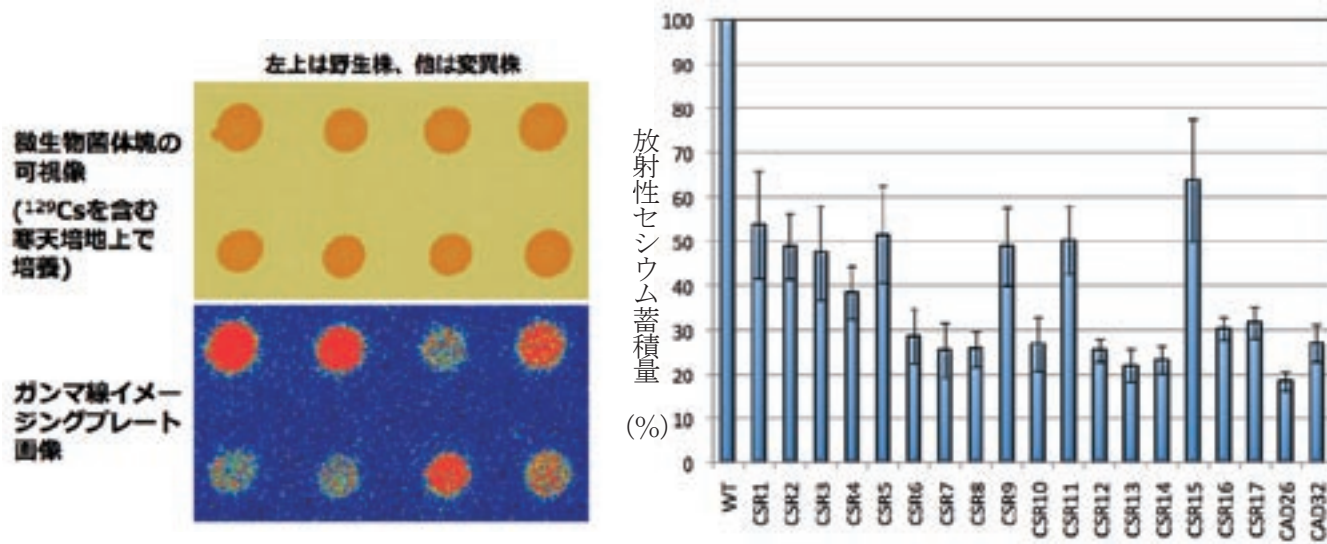 左上は野生株、他は変異株
微生物菌体塊の
可視像
(¹²⁹Csを含む
寒天培地上で
培養)
ガンマ線イメー
ジングプレート
画像
放射性セシウム蓄積量
(%)
100
90
80
70
60
50
40
30
20
10
0
WT
CSR1
CSR2
CSR3
CSR4
CSR5
CSR6
CSR7
CSR8
CSR9
CSR10
CSR11
CSR12
CSR13
CSR14
CSR15
CSR16
CSR17
CAD26
CAD32